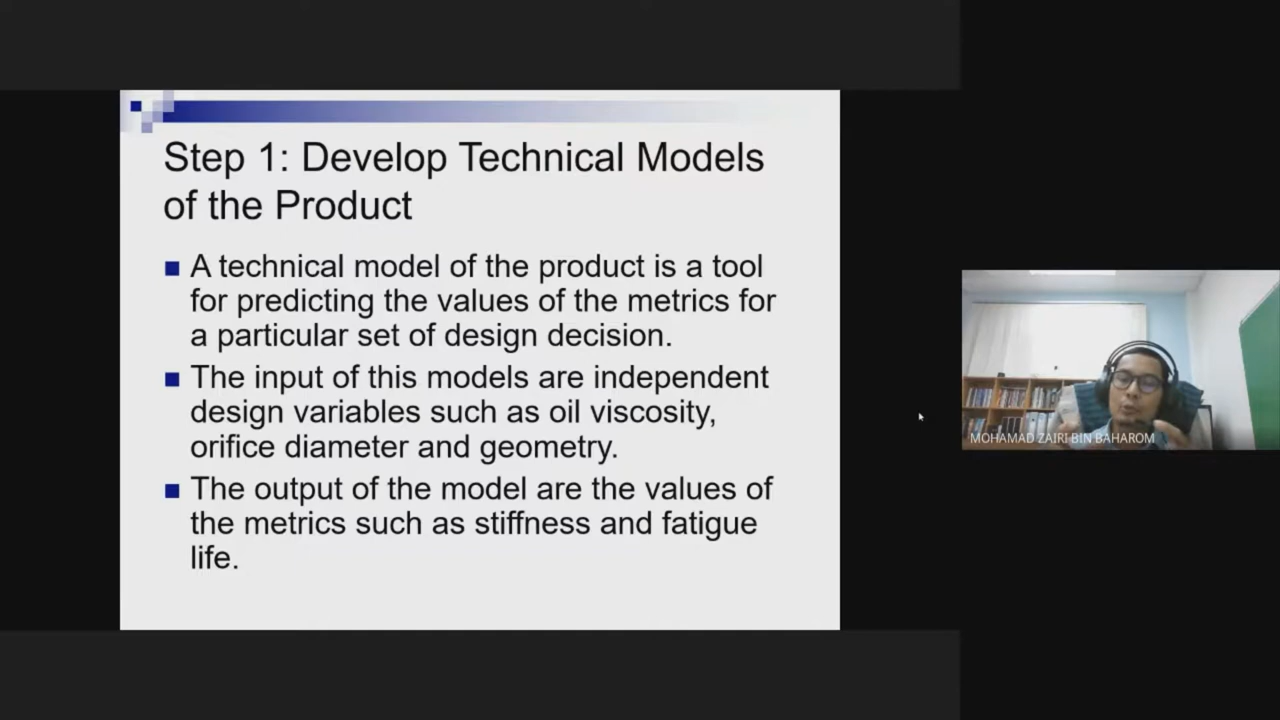 Step 1: Develop Technical Models
of the Product
A technical model of the product is a tool
for predicting the values of the metrics for
a particular set of design decision.
The input of this models are independent
design variables such as oil viscosity,
orifice diameter and geometry.
The output of the model are the values of
the metrics such as stiffness and fatigue
life.
MOHAMAD ZAIRI BIN BAHAROM